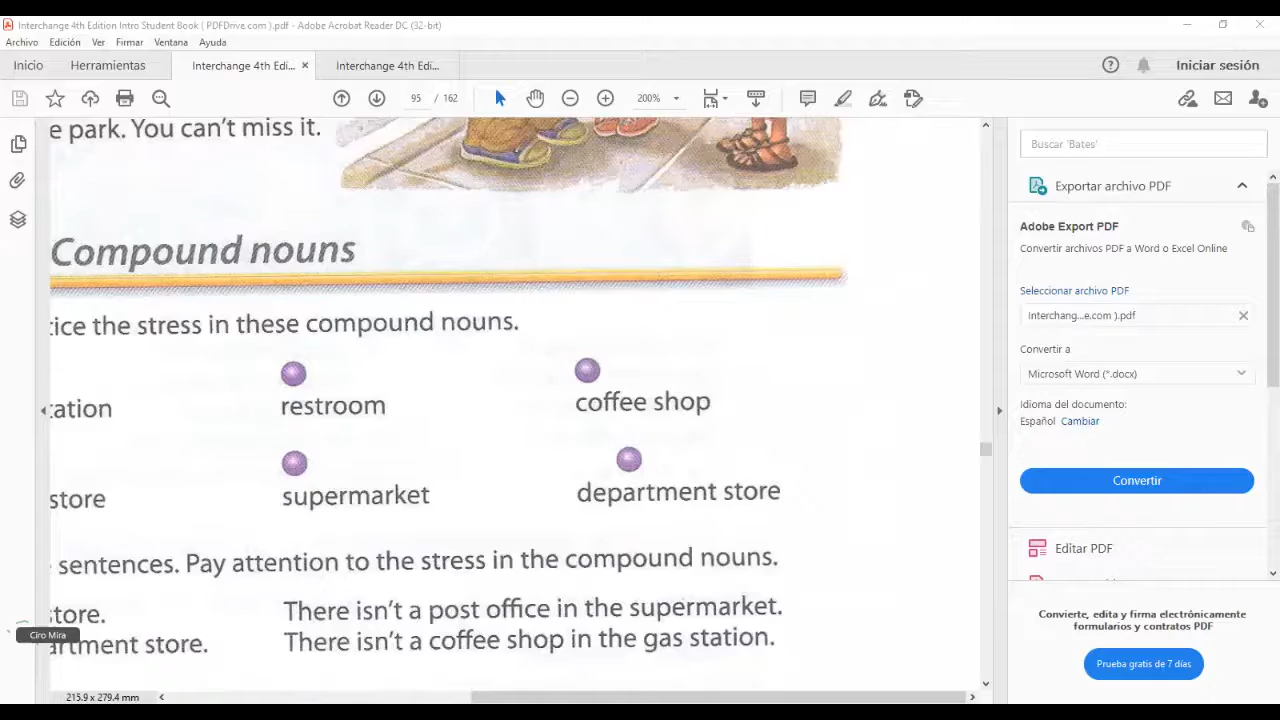 Interchange 4th Edition Intro Student Book ( PDFDrive.com ).pdf - Adobe Acrobat Reader DC (32-bit)
Archivo Edición Ver Firmar Ventana Ayuda
Inicio Herramientas Interchange 4th Edi... × Interchange 4th Edi... Iniciar sesión
95 / 162 200%
e park. You can't miss it.
Compound nouns
tice the stress in these compound nouns.
restroom coffee shop
tation
supermarket department store
store
sentences. Pay attention to the stress in the compound nouns.
store. There isn't a post office in the supermarket.
artment store. There isn't a coffee shop in the gas station.
Ciro Mira
215.9 x 279.4 mm
Buscar 'Bates'
Exportar archivo PDF
Adobe Export PDF
Convertir archivos PDF a Word o Excel Online
Seleccionar archivo PDF
Interchang...e.com ).pdf
Convertir a
Microsoft Word (*.docx)
Idioma del documento:
Español Cambiar
Convertir
Editar PDF
Convierte, edita y firma electrónicamente
formularios y contratos PDF
Prueba gratis de 7 días